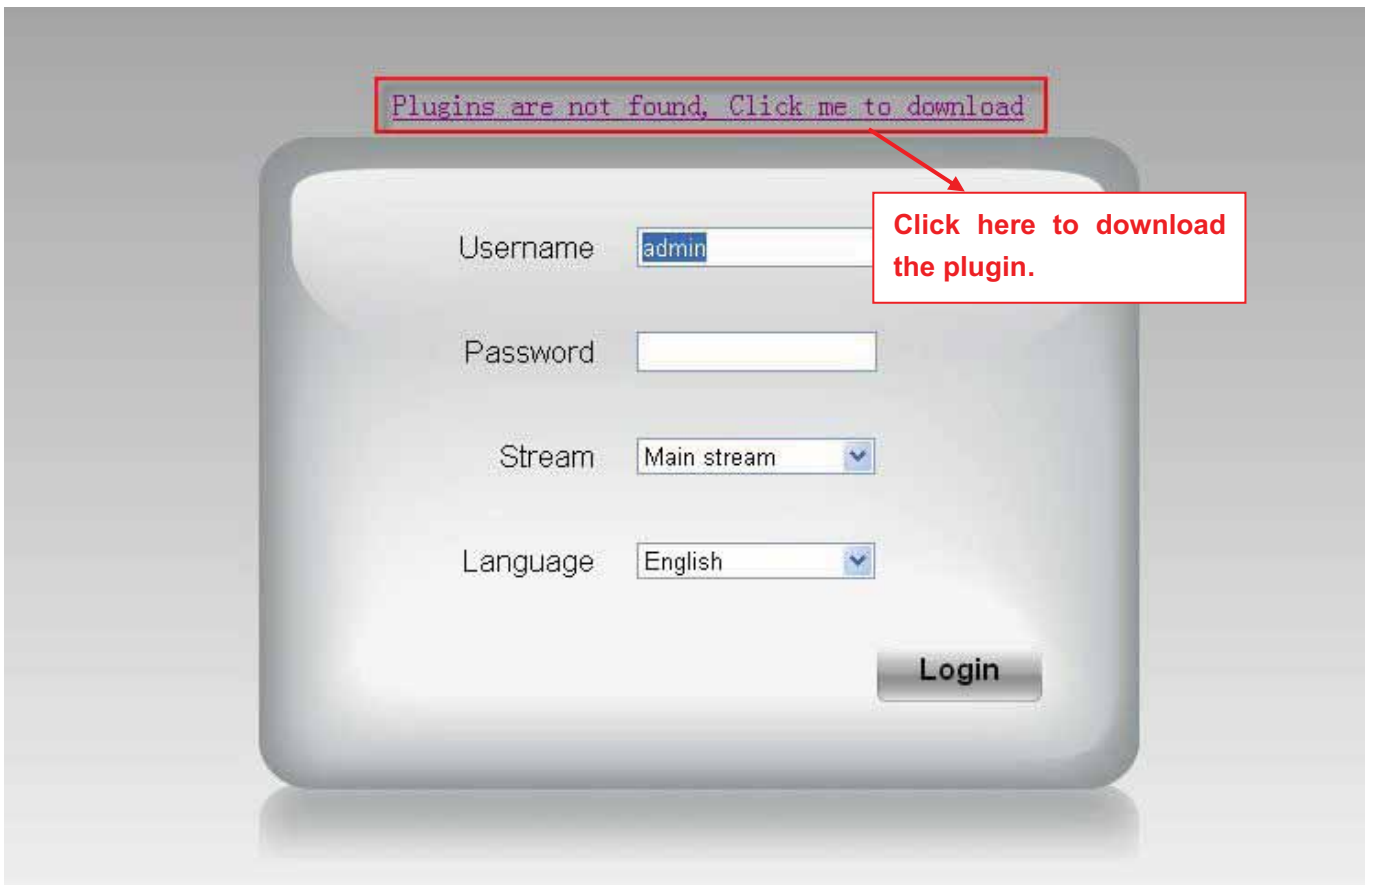 Plugins are not found, Click me to download
Click here to download
the plugin.
Username admin
Password
Stream Main stream
Language English
Login